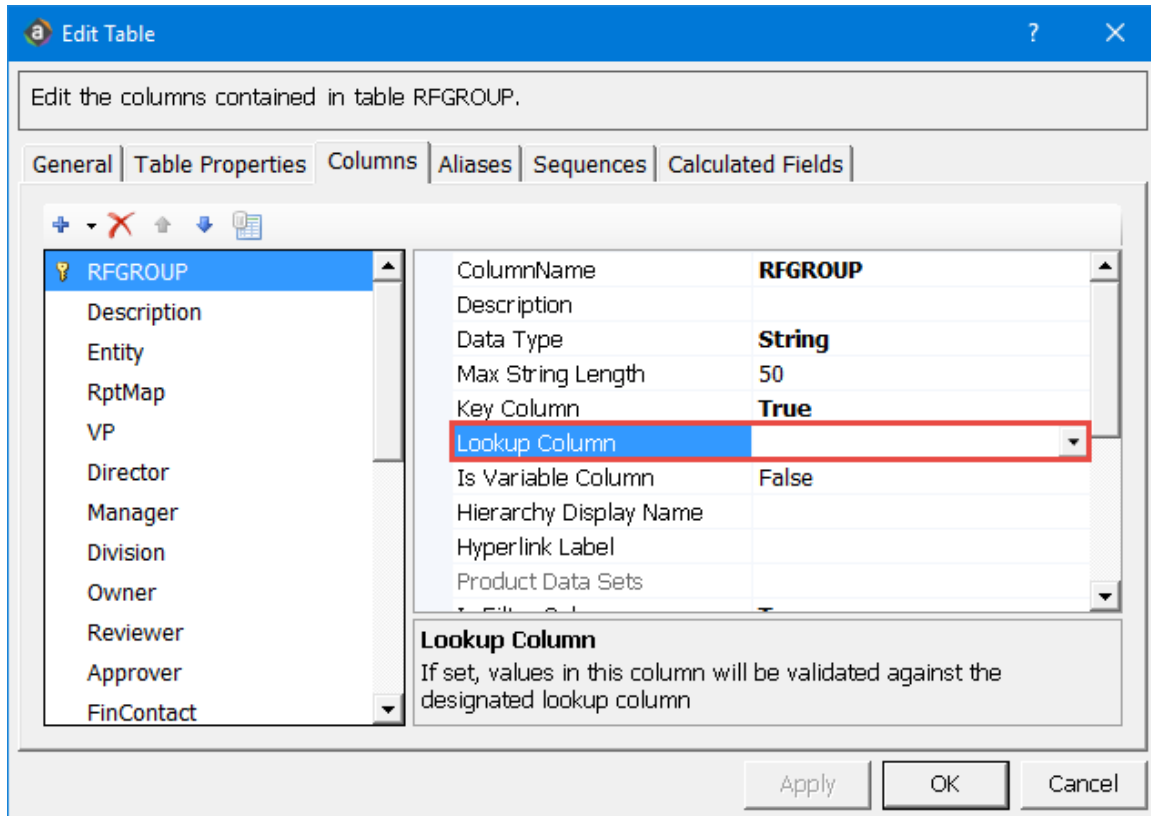 Edit Table
Edit the columns contained in table RFGROUP.
General Table Properties Columns Aliases Sequences Calculated Fields
RFGROUP
Description
Entity
RptMap
VP
Director
Manager
Division
Owner
Reviewer
Approver
FinContact
ColumnName RFGROUP
Description
Data Type String
Max String Length 50
Key Column True
Lookup Column
Is Variable Column False
Hierarchy Display Name
Hyperlink Label
Product Data Sets
Lookup Column
If set, values in this column will be validated against the
designated lookup column
Apply OK Cancel